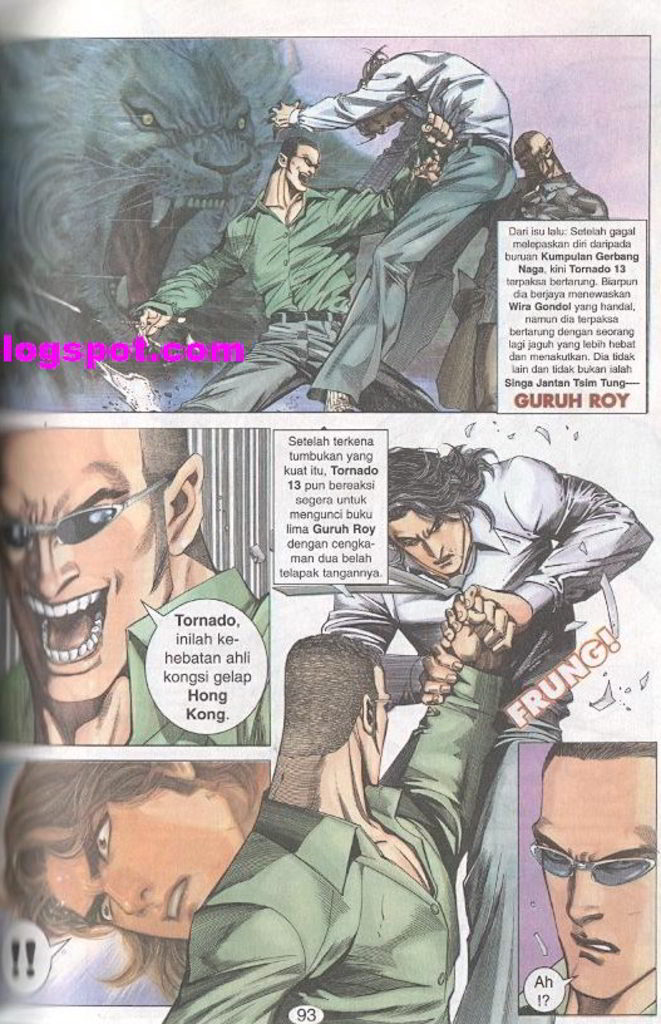 Dari isu lalu: Setelah gagal
melepaskan diri daripada
buruan Kumpulan Gerbang
Naga, kini Tornado 13
terpaksa bertarung. Biarpun
dia berjaya menewaskan
Wira Gondol yang handal,
namun dia terpaksa
bertarung dengan seorang
lagi jaguh yang lebih hebat
dan menakutkan. Dia tidak
lain dan tidak bukan ialah
Singa Jantan Tsim Tung—
GURUH ROY
logspot.com
Setelah terkena
tumbukan yang
kuat itu, Tornado
13 pun bereaksi
segera untuk
mengunci buku
lima Guruh Roy
dengan cengka-
man dua belah
telapak tangannya.
Tornado,
inilah ke-
hebatan ahli
kongsi gelap
Hong
Kong.
FRUNG!
!!
Ah
!?
93